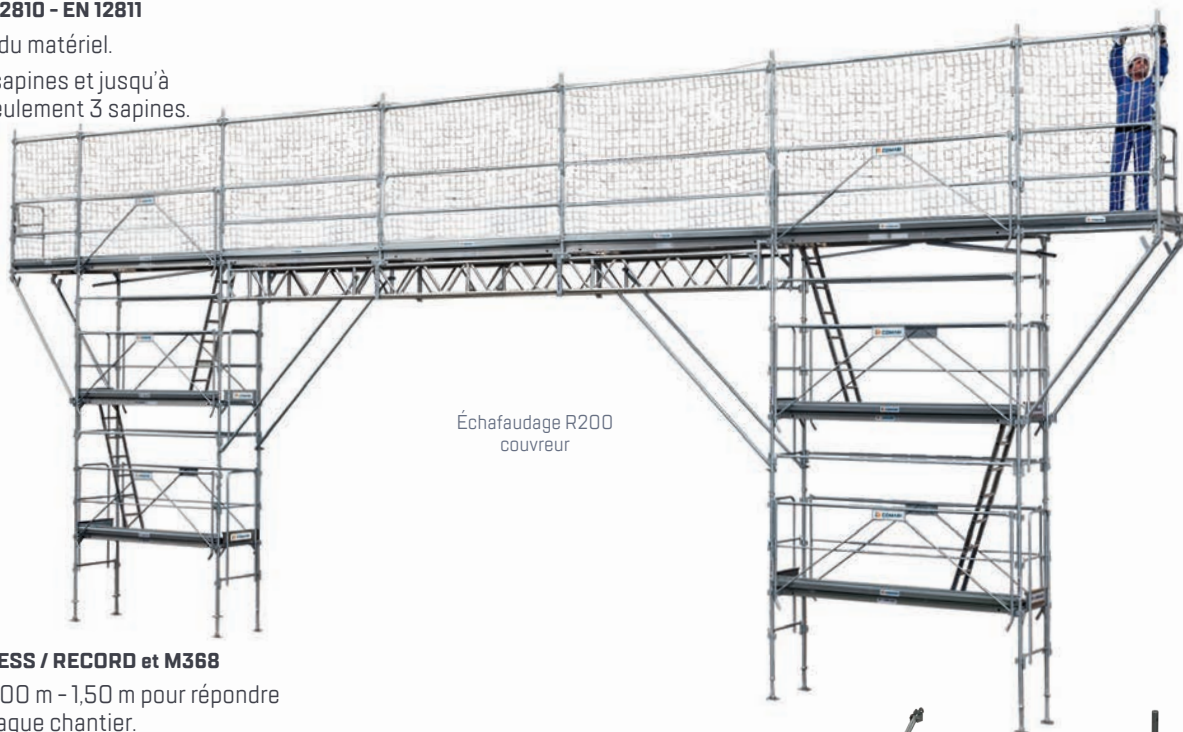 2810 - EN 12811
du matériel.
sapines et jusqu'à
eulement 3 sapines.
Échafaudage R200
couvreur
ESS / RECORD et M368
00 m - 1,50 m pour répondre
aque chantier.